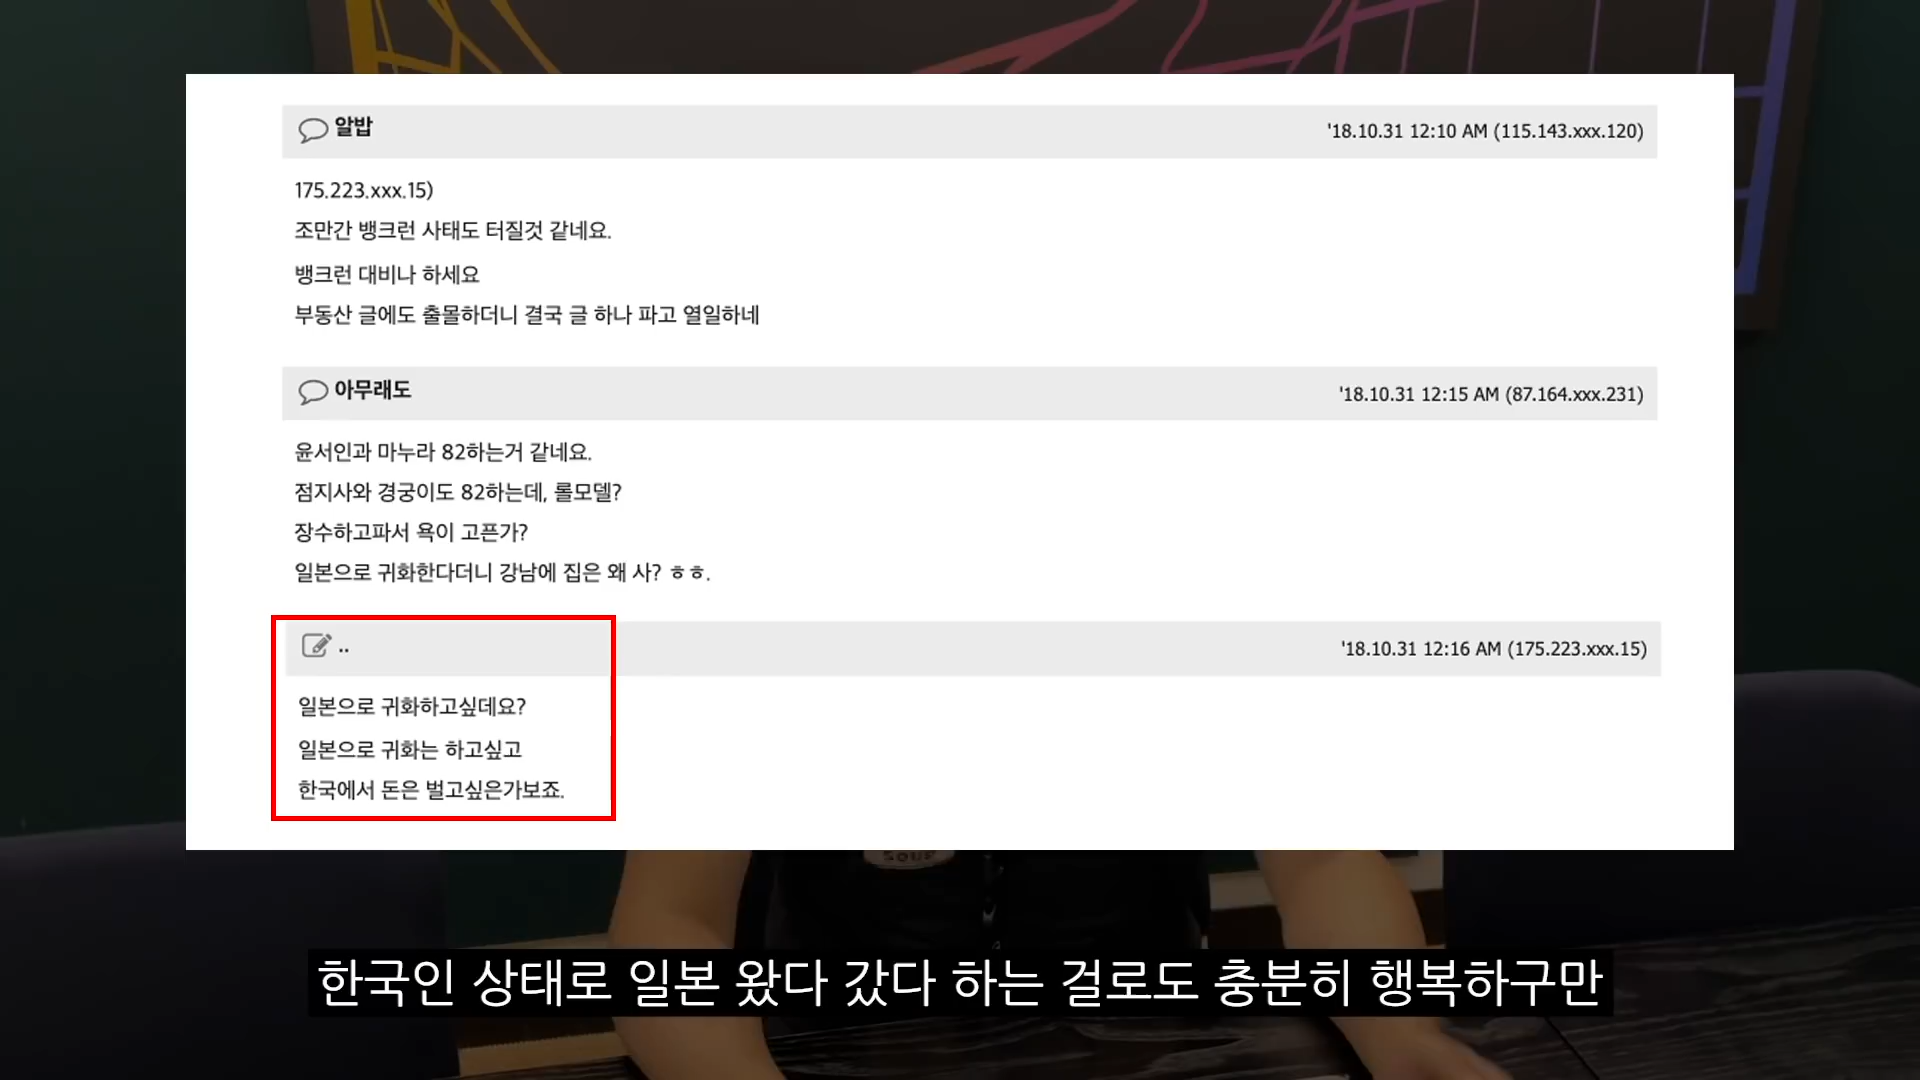 알밥
'18.10.31 12:10 AM (115.143.xxx.120)
175.223.xxx.15)
조만간 뱅크런 사태도 터질것 같네요.
뱅크런 대비나 하세요
부동산 글에도 출몰하더니 결국 글 하나 파고 열일하네
아무래도
'18.10.31 12:15 AM (87.164.xxx.231)
윤서인과 마누라 82하는거 같네요.
점지사와 경궁이도 82하는데, 롤모델?
장수하고파서 욕이 고픈가?
일본으로 귀화한다더니 강남에 집은 왜 사? ㅎㅎ.
..
'18.10.31 12:16 AM (175.223.xxx.15)
일본으로 귀화하고싶데요?
일본으로 귀화는 하고싶고
한국에서 돈은 벌고싶은가보죠.
SOUP
한국인 상태로 일본 왔다 갔다 하는 걸로도 충분히 행복하구만